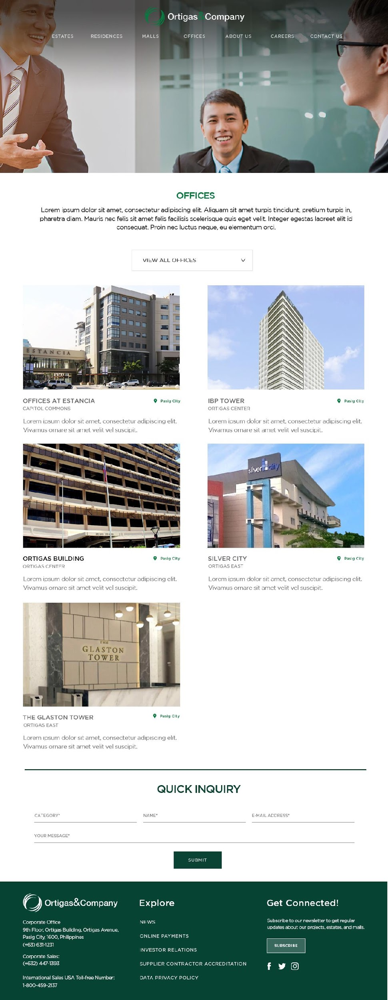 Ortigas&Company
ESTATES RESIDENCES MALLS OFFICES ABOUT US CAREERS CONTACT US
OFFICES
Lorem ipsum dolor sit amet, consectetur adipiscing elit. Aliquam sit amet turpis tincidunt, pretium turpis in,
pharetra diam. Mauris nec felis sit amet felis facilisis scelerisque quis eget velit. Integer egestas laoreet elit id
consequat. Proin nec luctus neque, eu elementum orci.
VIEW ALL OFFICES
ESTANCIA
IBP
OFFICES AT ESTANCIA
Pasig City
CAPITOL COMMONS
Lorem ipsum dolor sit amet, consectetur adipiscing elit.
Vivamus ornare sit amet velit vel suscipit.
IBP TOWER
Pasig City
ORTIGAS CENTER
Lorem ipsum dolor sit amet, consectetur adipiscing elit.
Vivamus ornare sit amet velit vel suscipit.
silver city
ORTIGAS BUILDING
Pasig City
ORTIGAS CENTER
Lorem ipsum dolor sit amet, consectetur adipiscing elit.
Vivamus ornare sit amet velit vel suscipit.
SILVER CITY
Pasig City
ORTIGAS EAST
Lorem ipsum dolor sit amet, consectetur adipiscing elit.
Vivamus ornare sit amet velit vel suscipit.
THE
GLASTON
TOWER
THE GLASTON TOWER
Pasig City
ORTIGAS EAST
Lorem ipsum dolor sit amet, consectetur adipiscing elit.
Vivamus ornare sit amet velit vel suscipit.
QUICK INQUIRY
CATEGORY* NAME* E-MAIL ADDRESS*
YOUR MESSAGE*
SUBMIT
Ortigas&Company
Corporate Office
9th Floor, Ortigas Building, Ortigas Avenue,
Pasig City, 1600, Philippines
(+63) 631-1231
Corporate Sales:
(+632) 447-1393
International Sales USA Toll-free Number:
1-800-459-2137
Explore
NEWS
ONLINE PAYMENTS
INVESTOR RELATIONS
SUPPLIER CONTRACTOR ACCREDITATION
DATA PRIVACY POLICY
Get Connected!
Subscribe to our newsletter to get regular
updates about our projects, estates, and malls.
SUBSCRIBE